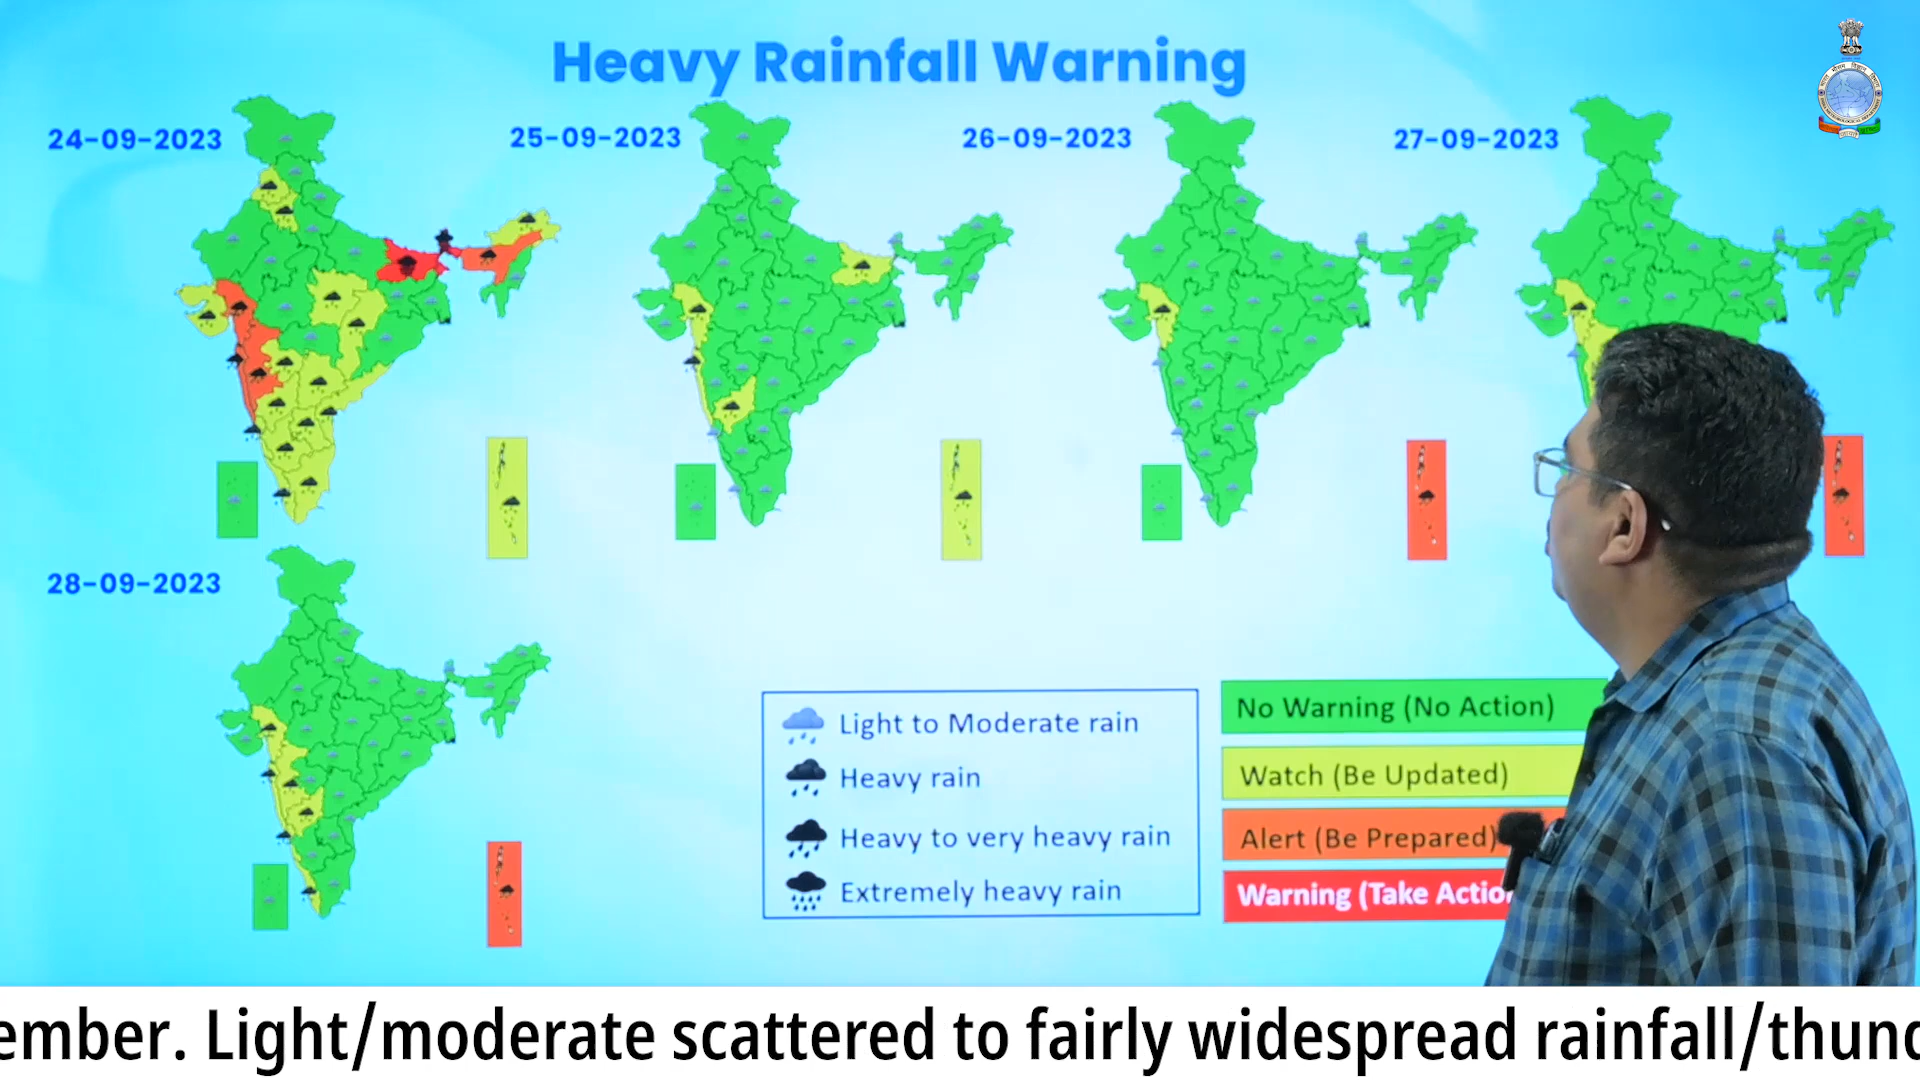 Heavy Rainfall Warning
24-09-2023
25-09-2023
26-09-2023
27-09-2023
28-09-2023
Light to Moderate rain
Heavy rain
Heavy to very heavy rain
Extremely heavy rain
No Warning (No Action)
Watch (Be Updated)
Alert (Be Prepared)
Warning (Take Actio
ember. Light/moderate scattered to fairly widespread rainfall/thund